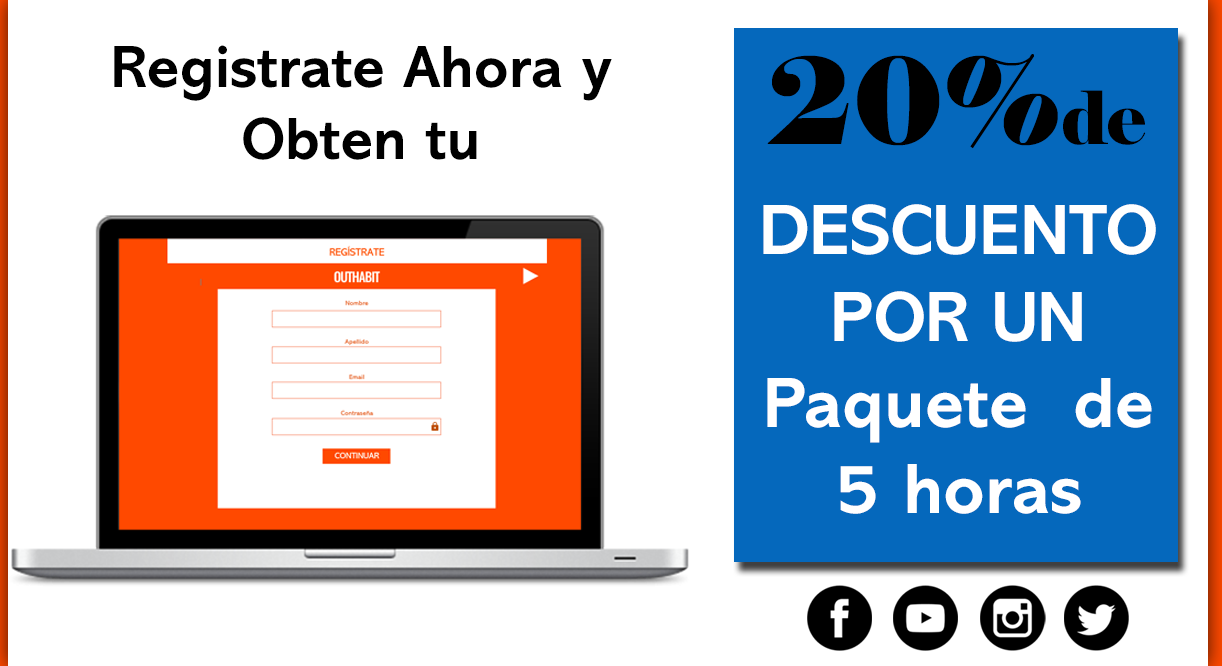 Registrate Ahora y
Obten tu
REGÍSTRATE
OUTHABIT
Nombre
Apellido
Email
Contraseña
CONTINUAR
20%de
DESCUENTO
POR UN
Paquete de
5 horas